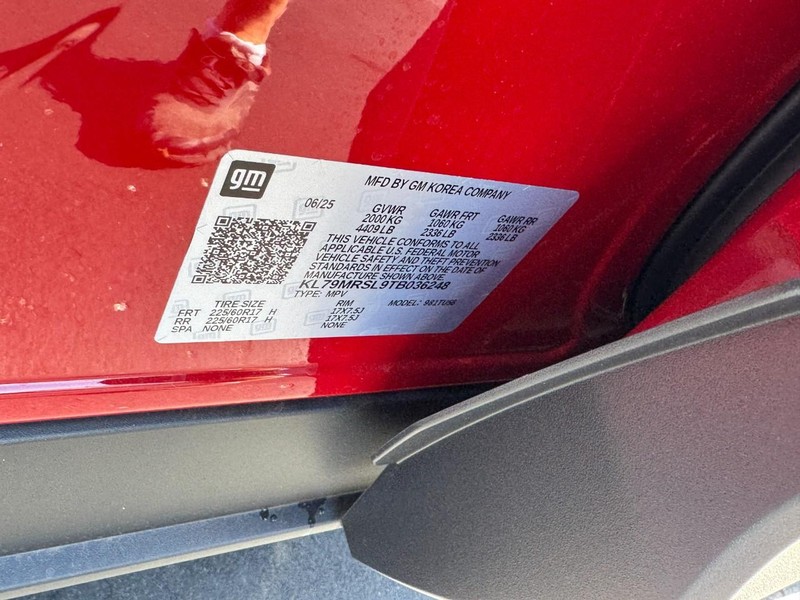 gm
MFD BY GM KOREA COMPANY
06/25 GVWR GAWR FRT GAWR RR
2000 KG 1060 KG 1060 KG
4409 LB 2336 LB 2336 LB
THIS VEHICLE CONFORMS TO ALL
APPLICABLE U.S. FEDERAL MOTOR
VEHICLE SAFETY AND THEFT PREVENTION
STANDARDS IN EFFECT ON THE DATE OF
MANUFACTURE SHOWN ABOVE.
KL79MRSL9TB036248
TYPE: MPV MODEL:
TIRE SIZE RIM
FRT 225/60R17 H 17X7.5J
RR 225/60R17 H 17X7.5J
SPA NONE NONE